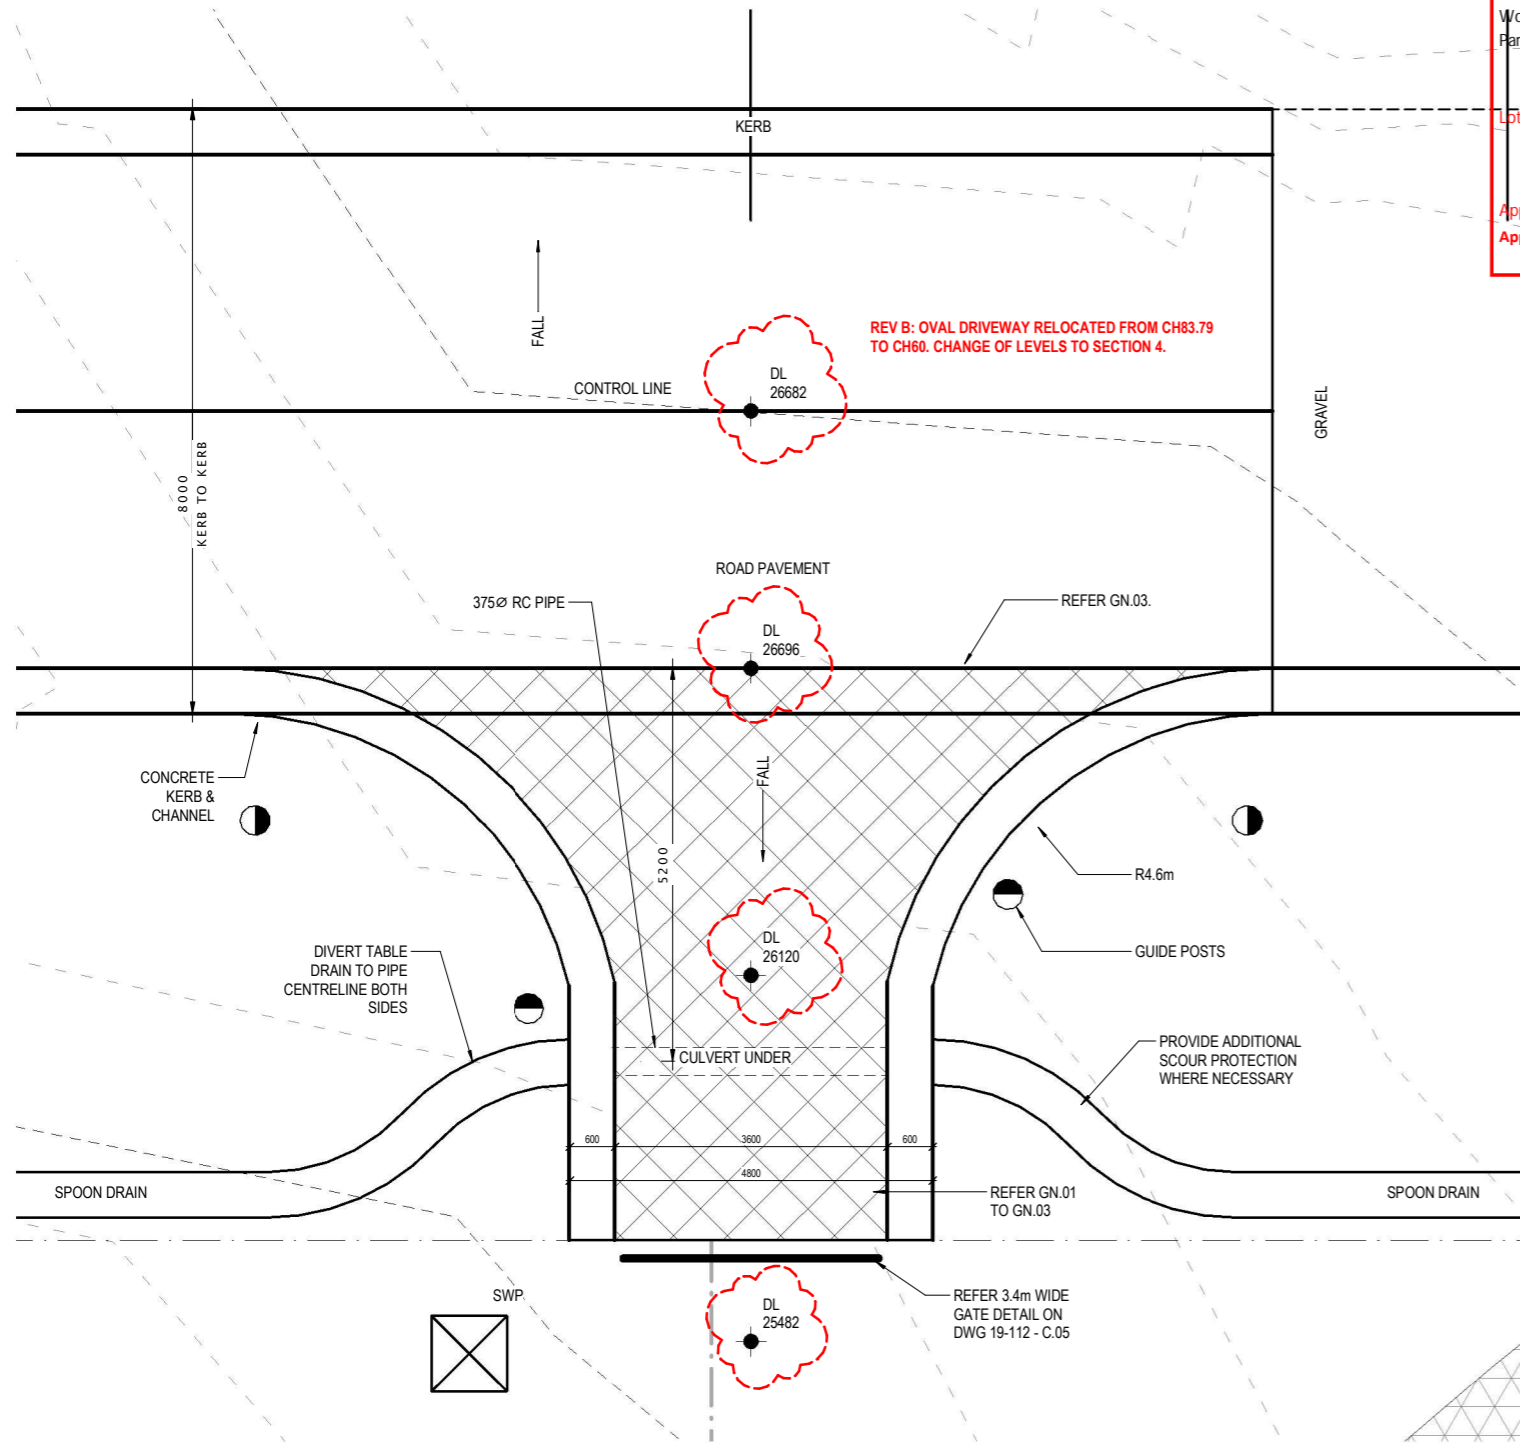 KERB
FALL
REV B: OVAL DRIVEWAY RELOCATED FROM CH83.79
TO CH60. CHANGE OF LEVELS TO SECTION 4.
DL
26682
CONTROL LINE
GRAVEL
8000
KERB TO KERB
ROAD PAVEMENT
375Ø RC PIPE
REFER GN.03.
DL
26696
FALL
CONCRETE
KERB &
CHANNEL
5200
R4.6m
DIVERT TABLE
DRAIN TO PIPE
CENTRELINE BOTH
SIDES
DL
26120
GUIDE POSTS
CULVERT UNDER
PROVIDE ADDITIONAL
SCOUR PROTECTION
WHERE NECESSARY
600
3600
600
4800
SPOON DRAIN
REFER GN.01
TO GN.03
SPOON DRAIN
SWP
DL
25482
REFER 3.4m WIDE
GATE DETAIL ON
DWG 19-112 - C.05